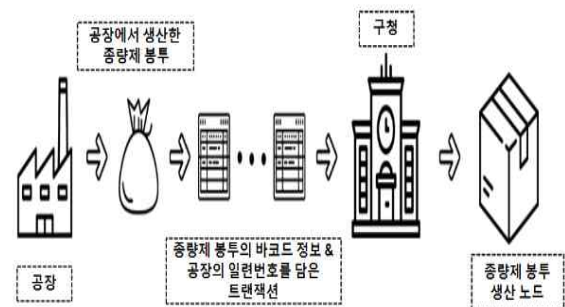 공장에서 생산한
종량제 봉투
구청
공장
종량제 봉투의 바코드 정보 &
공장의 일련번호를 담은
트랜잭션
종량제 봉투
생산 노드